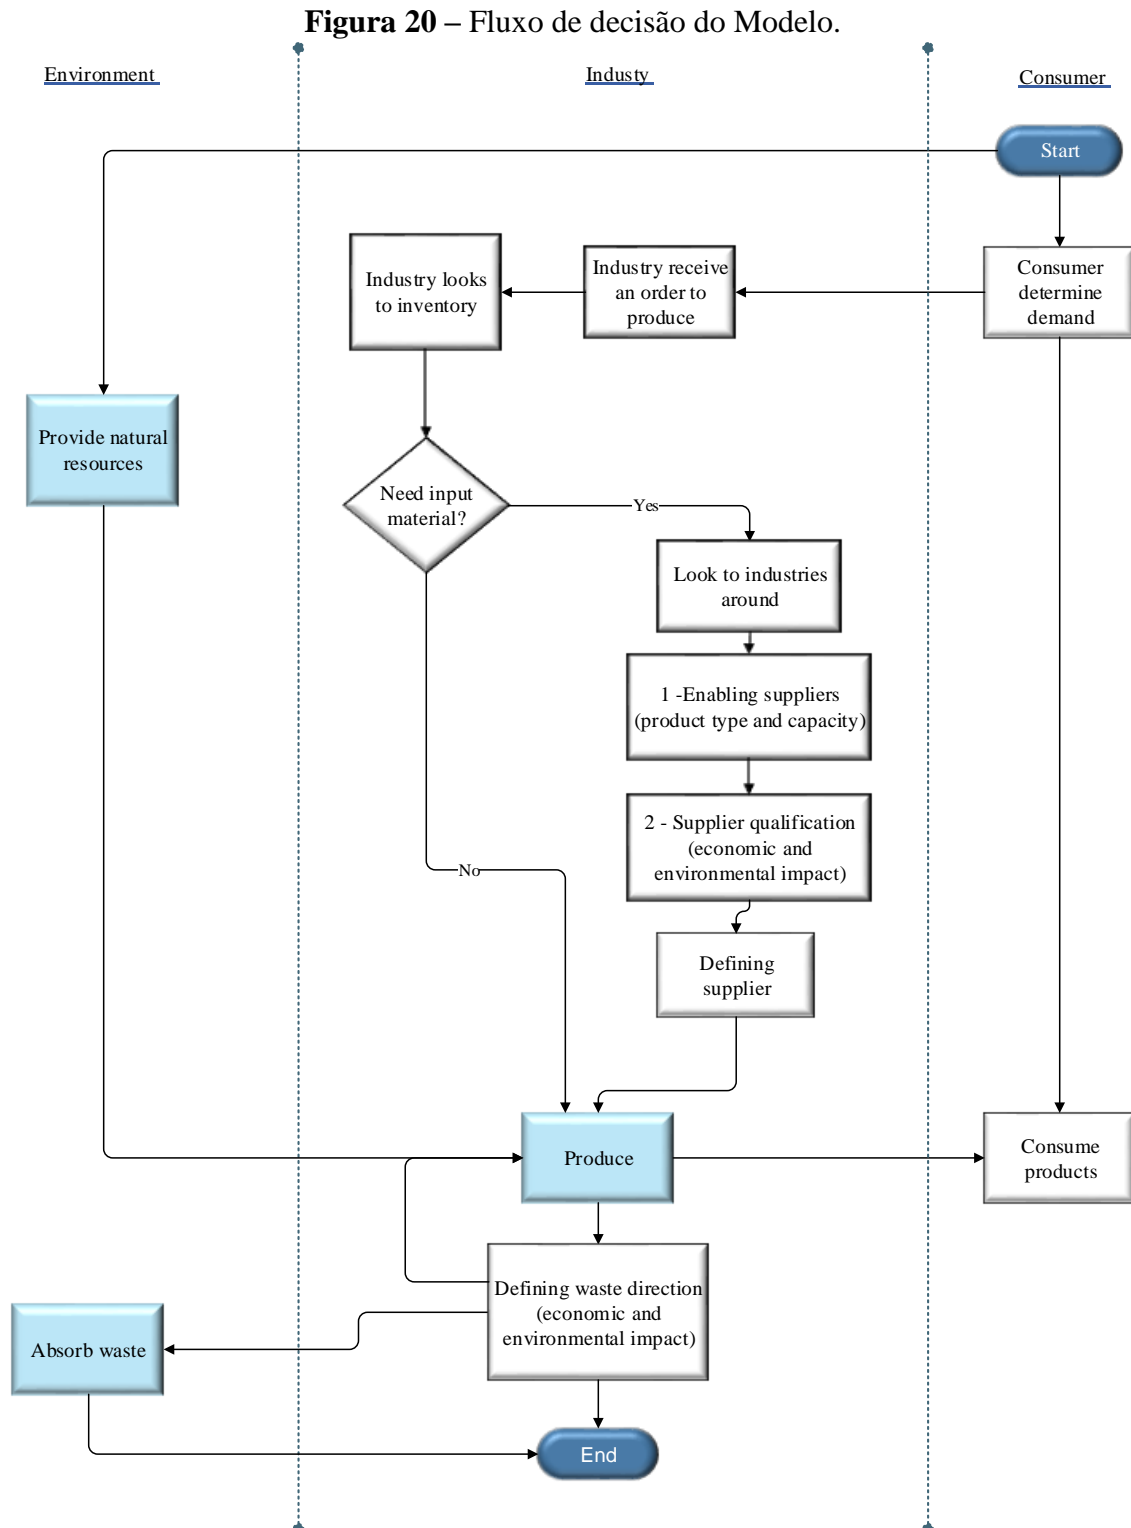 Figura 20 – Fluxo de decisão do Modelo.
Environment
Industy
Consumer
Start
Industry looks
to inventory
Industry receive
an order to
produce
Consumer
determine
demand
Provide natural
resources
Need input
material?
Yes
Look to industries
around
1 -Enabling suppliers
(product type and capacity)
2 - Supplier qualification
(economic and
environmental impact)
No
Defining
supplier
Produce
Consume
products
Defining waste direction
(economic and
environmental impact)
Absorb waste
End